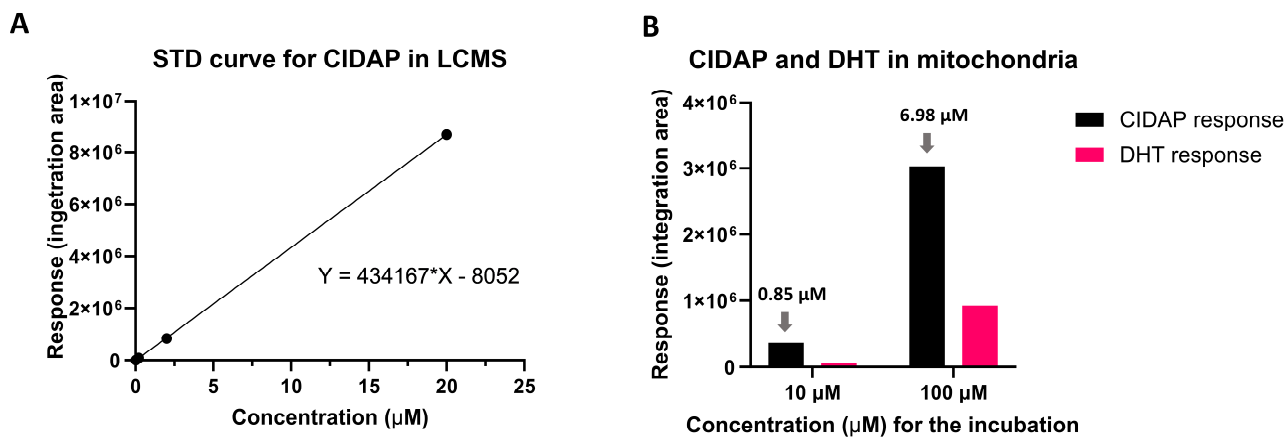 A
STD curve for CIDAP in LCMS
Response (ingetration area)
1×10⁷
8×10⁶
6×10⁶
4×10⁶
2×10⁶
0
Y = 434167*X - 8052
0 5 10 15 20 25
Concentration (μM)
B
CIDAP and DHT in mitochondria
Response (integration area)
4×10⁶
3×10⁶
2×10⁶
1×10⁶
0
6.98 μM
0.85 μM
CIDAP response
DHT response
10 μM 100 μM
Concentration (μM) for the incubation